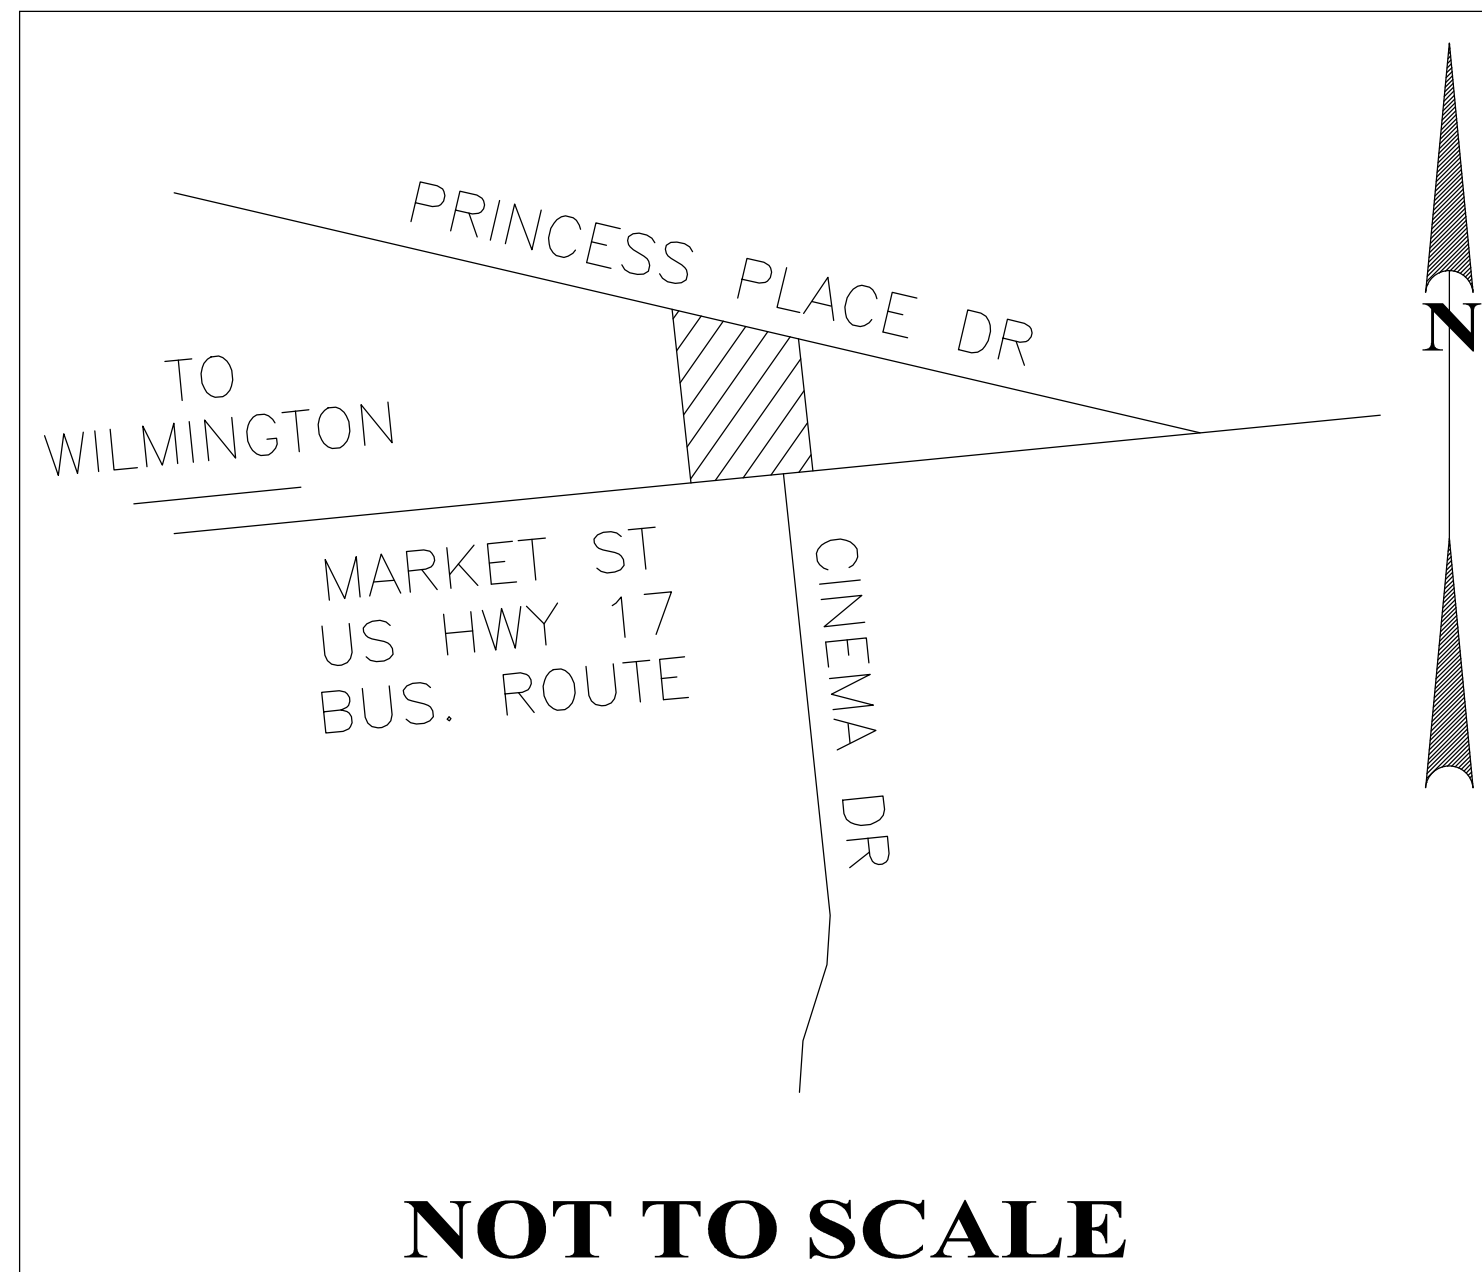 PRINCESS PLACE DR
N
TO
WILMINGTON
MARKET ST
US HWY 17
BUS. ROUTE
CINEMA DR
NOT TO SCALE